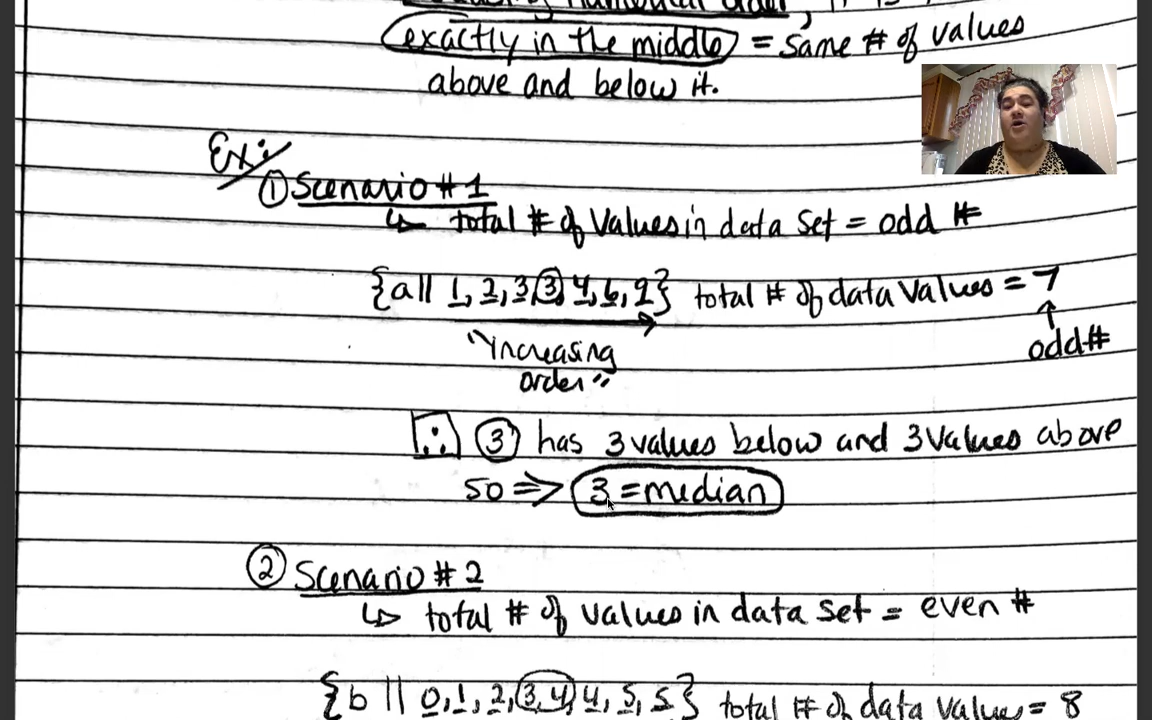 (exactly in the middle) = same # of values
above and below it.
Ex:
① Scenario #1
↳ total # of values in data set = odd #
{a|| 1, 2, 3, 3, 4, 6, 9} total # of data values = 7
↑
odd#
"increasing
order"
∴ ③ has 3 values below and 3 values above
so ⇒ 3 = median
② Scenario #2
↳ total # of values in data set = even #
{b|| 0, 1, 2, 3, 4, 4, 5, 5} total # of data values = 8